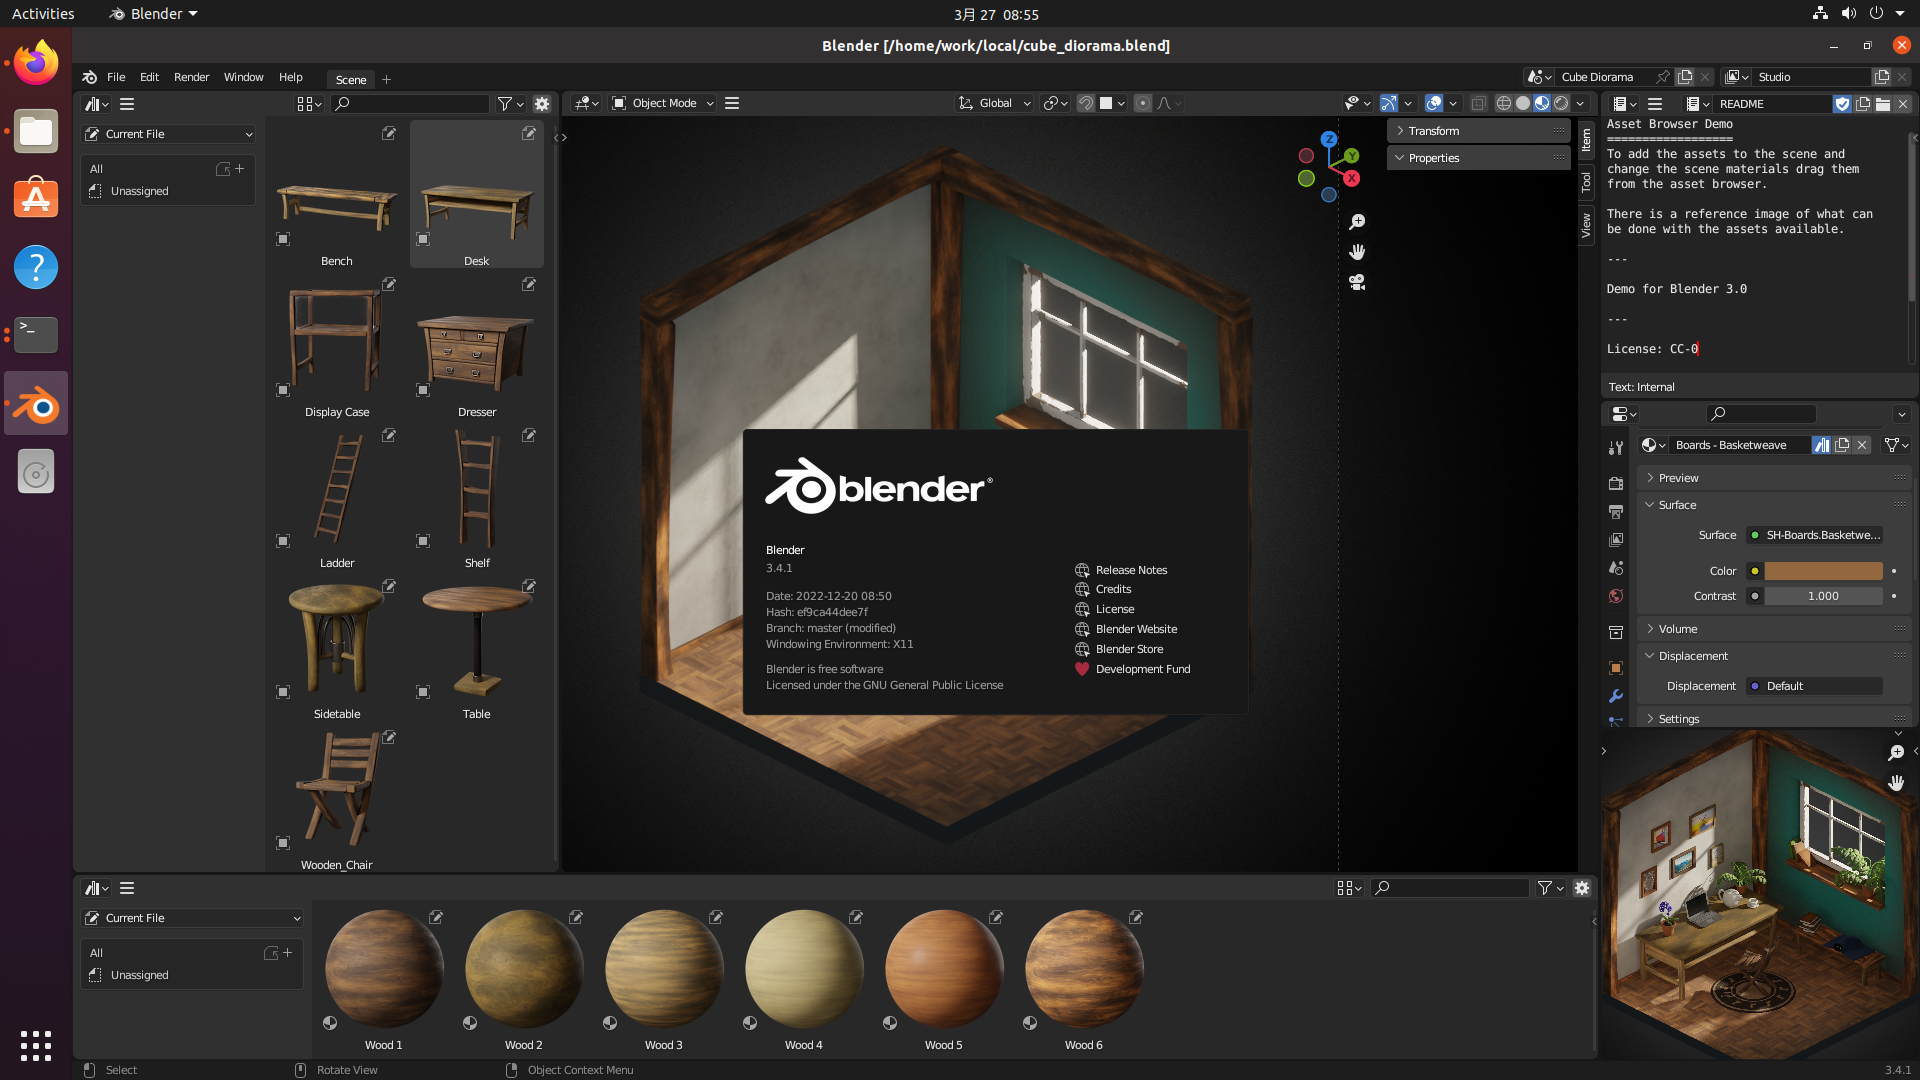 Activities
Blender
3月 27 08:55
Blender [/home/work/local/cube_diorama.blend]
File Edit Render Window Help
Scene
Cube Diorama
Studio
Current File
All
Unassigned
Bench
Desk
Display Case
Dresser
Ladder
Shelf
Sidetable
Table
Wooden_Chair
Object Mode
Global
Z
Y
X
Transform
Properties
Item
Tool
View
blender®
Blender
3.4.1
Date: 2022-12-20 08:50
Hash: ef9ca44dee7f
Branch: master (modified)
Windowing Environment: X11
Blender is free software
Licensed under the GNU General Public License
Release Notes
Credits
License
Blender Website
Blender Store
Development Fund
README
Asset Browser Demo
==================
To add the assets to the scene and
change the scene materials drag them
from the asset browser.
There is a reference image of what can
be done with the assets available.
---
Demo for Blender 3.0
---
License: CC-0
Text: Internal
Boards - Basketweave
Preview
Surface
Surface SH-Boards.Basketwe...
Color
Contrast 1.000
Volume
Displacement
Displacement Default
Settings
Current File
All
Unassigned
Wood 1
Wood 2
Wood 3
Wood 4
Wood 5
Wood 6
Select
Rotate View
Object Context Menu
3.4.1